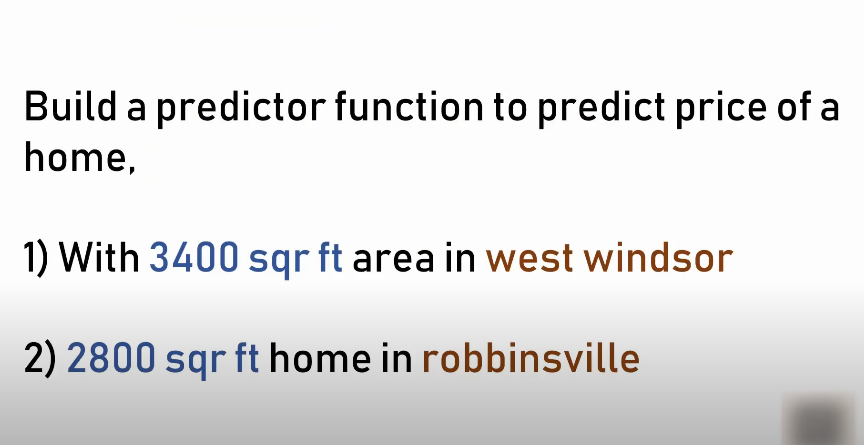 Build a predictor function to predict price of a
home,
1) With 3400 sqr ft area in west windsor
2) 2800 sqr ft home in robbinsville